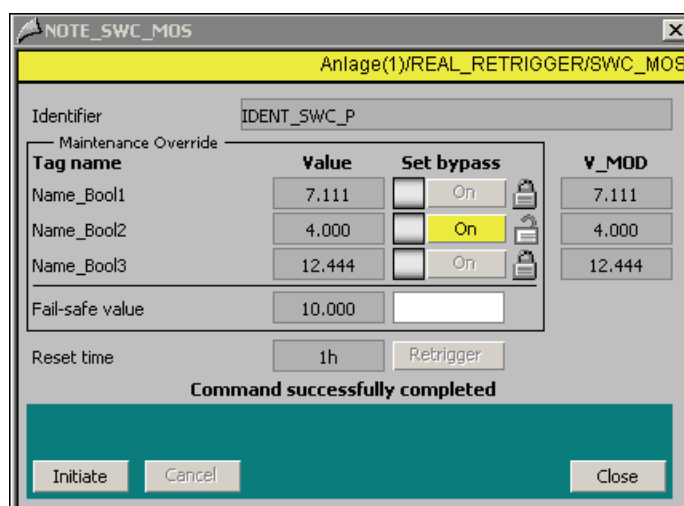 NOTE_SWC_MOS
Anlage(1)/REAL_RETRIGGER/SWC_MOS
Identifier IDENT_SWC_P
Maintenance Override
Tag name Value Set bypass V_MOD
Name_Bool1 7.111 On 7.111
Name_Bool2 4.000 On 4.000
Name_Bool3 12.444 On 12.444
Fail-safe value 10.000
Reset time 1h Retrigger
Command successfully completed
Initiate Cancel Close